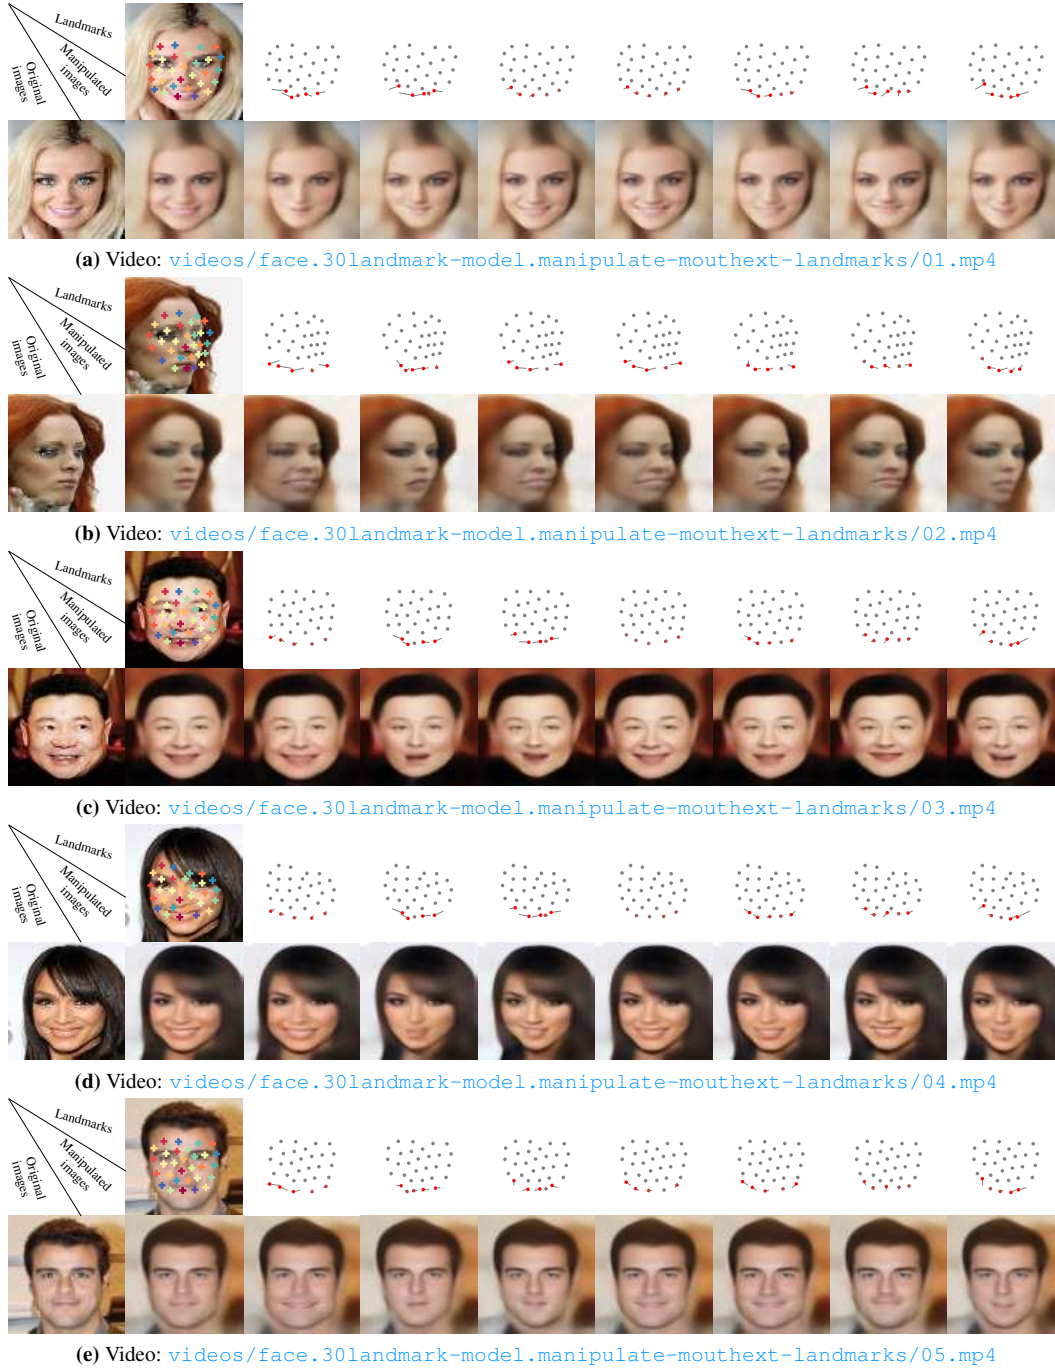 Landmarks
Manipulated
images
Original
images
(a) Video: videos/face.30landmark-model.manipulate-mouthext-landmarks/01.mp4
Landmarks
Manipulated
images
Original
images
(b) Video: videos/face.30landmark-model.manipulate-mouthext-landmarks/02.mp4
Landmarks
Manipulated
images
Original
images
(c) Video: videos/face.30landmark-model.manipulate-mouthext-landmarks/03.mp4
Landmarks
Manipulated
images
Original
images
(d) Video: videos/face.30landmark-model.manipulate-mouthext-landmarks/04.mp4
Landmarks
Manipulated
images
Original
images
(e) Video: videos/face.30landmark-model.manipulate-mouthext-landmarks/05.mp4